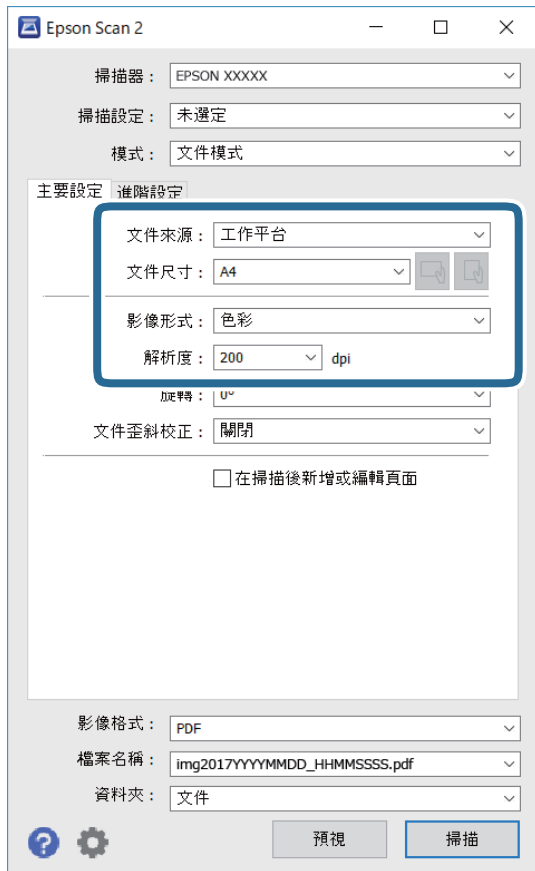 Epson Scan 2
掃描器： EPSON XXXXX
掃描設定： 未選定
模式： 文件模式
主要設定 進階設定
文件來源： 工作平台
文件尺寸： A4
影像形式： 色彩
解析度： 200 dpi
旋轉： 0°
文件歪斜校正： 關閉
在掃描後新增或編輯頁面
影像格式： PDF
檔案名稱： img2017YYYYMMDD_HHMMSSSS.pdf
資料夾： 文件
預視 掃描